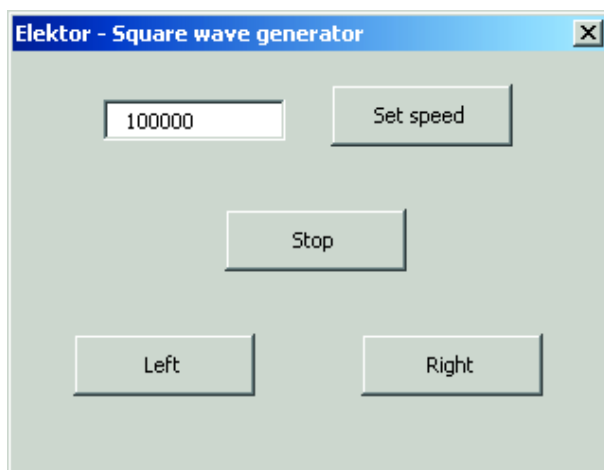 Elektor - Square wave generator
100000
Set speed
Stop
Left
Right